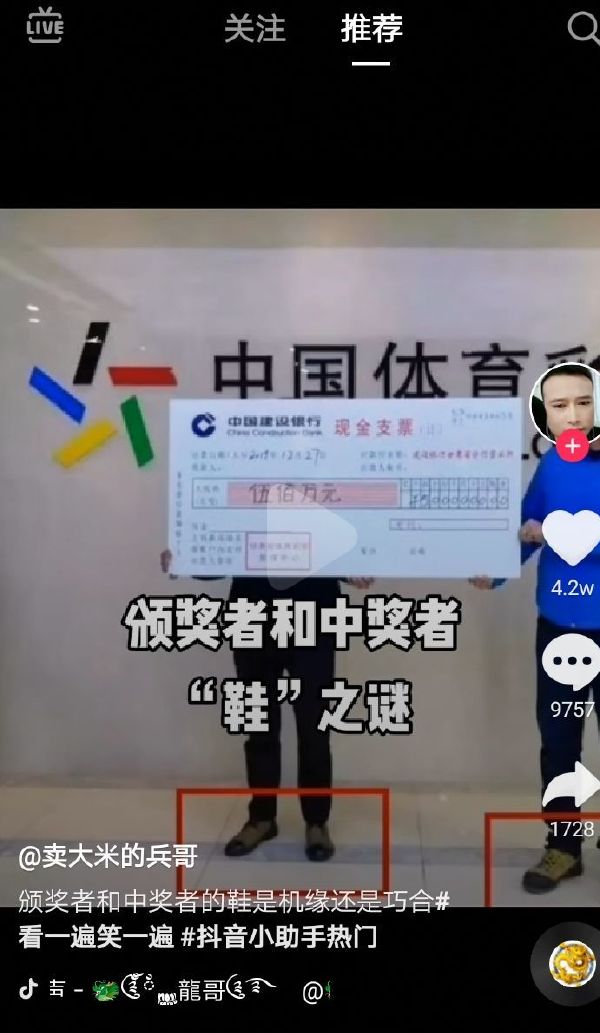 LIVE
关注
推荐
中国体育彩
中国建设银行
China Construction Bank
现金支票
伍佰万元
颁奖者和中奖者
“鞋”之谜
4.2w
9757
1728
@卖大米的兵哥
颁奖者和中奖者的鞋是机缘还是巧合#
看一遍笑一遍 #抖音小助手热门
龍哥
@